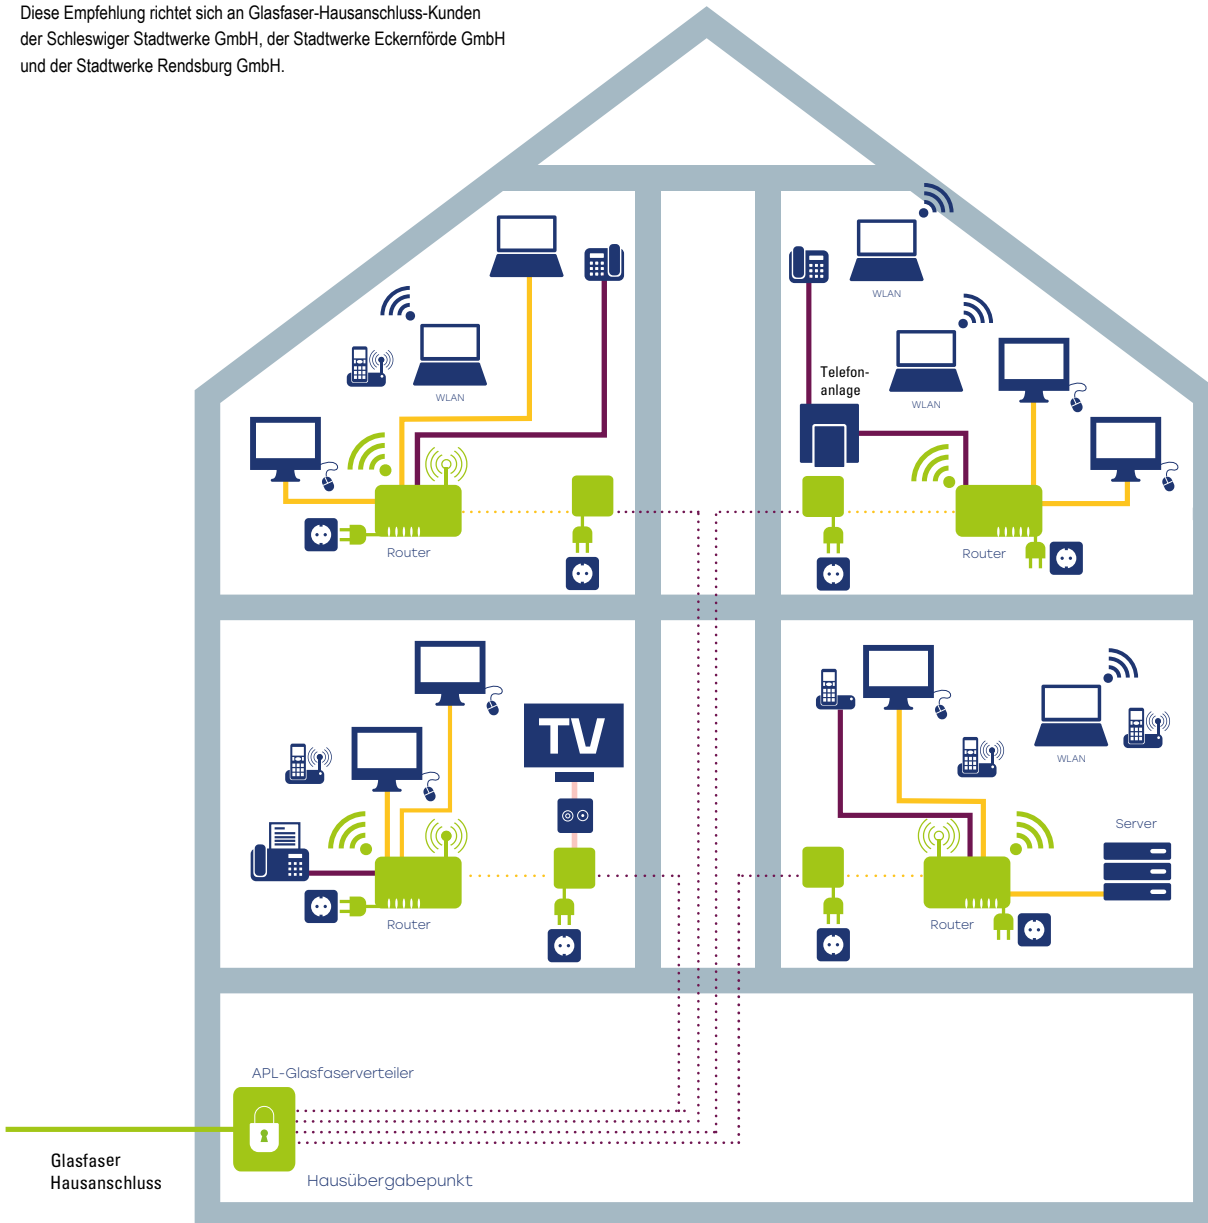 Diese Empfehlung richtet sich an Glasfaser-Hausanschluss-Kunden
der Schleswiger Stadtwerke GmbH, der Stadtwerke Eckernförde GmbH
und der Stadtwerke Rendsburg GmbH.
WLAN
WLAN
Telefon-
anlage
WLAN
Router
Router
TV
WLAN
Server
Router
Router
APL-Glasfaserverteiler
Glasfaser
Hausanschluss
Hausübergabepunkt